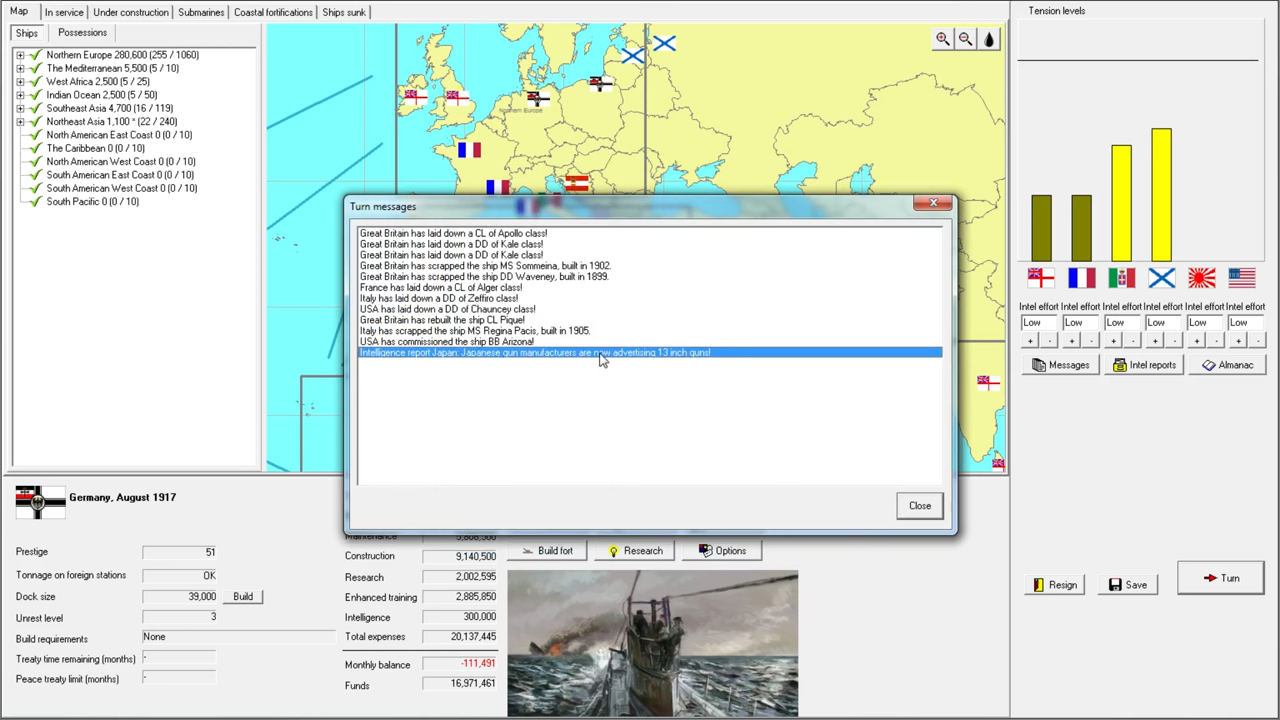 Map
In service
Under construction
Submarines
Coastal fortifications
Ships sunk
Ships
Possessions
Northern Europe 280,600 (255 / 1060)
The Mediterranean 5,500 (5 / 10)
West Africa 2,500 (5 / 25)
Indian Ocean 2,500 (5 / 50)
Southeast Asia 4,700 (16 / 119)
Northeast Asia 1,100 * (22 / 240)
North American East Coast 0 (0 / 10)
The Caribbean 0 (0 / 10)
North American West Coast 0 (0 / 10)
South American East Coast 0 (0 / 10)
South American West Coast 0 (0 / 10)
South Pacific 0 (0 / 10)
Northern Europe
Turn messages
Great Britain has laid down a CL of Apollo class!
Great Britain has laid down a DD of Kale class!
Great Britain has laid down a DD of Kale class!
Great Britain has scrapped the ship MS Sommeina, built in 1902.
Great Britain has scrapped the ship DD Waveney, built in 1899.
France has laid down a CL of Alger class!
Italy has laid down a DD of Zeffiro class!
USA has laid down a DD of Chauncey class!
Great Britain has rebuilt the ship CL Pique!
Italy has scrapped the ship MS Regina Pacis, built in 1905.
USA has commissioned the ship BB Arizona!
Intelligence report Japan: Japanese gun manufacturers are now advertising 13 inch guns!
Close
Tension levels
Intel effort Intel effort Intel effort Intel effort Intel effort Intel effort
Low Low Low Low Low Low
+ - + - + - + - + - + -
Messages
Intel reports
Almanac
Germany, August 1917
Prestige 51
Tonnage on foreign stations OK
Dock size 39,000 Build
Unrest level 3
Build requirements None
Treaty time remaining (months) -
Peace treaty limit (months) -
Construction 9,140,500
Research 2,002,595
Enhanced training 2,885,850
Intelligence 300,000
Total expenses 20,137,445
Monthly balance -111,491
Funds 16,971,461
Build fort
Research
Options
Resign
Save
Turn